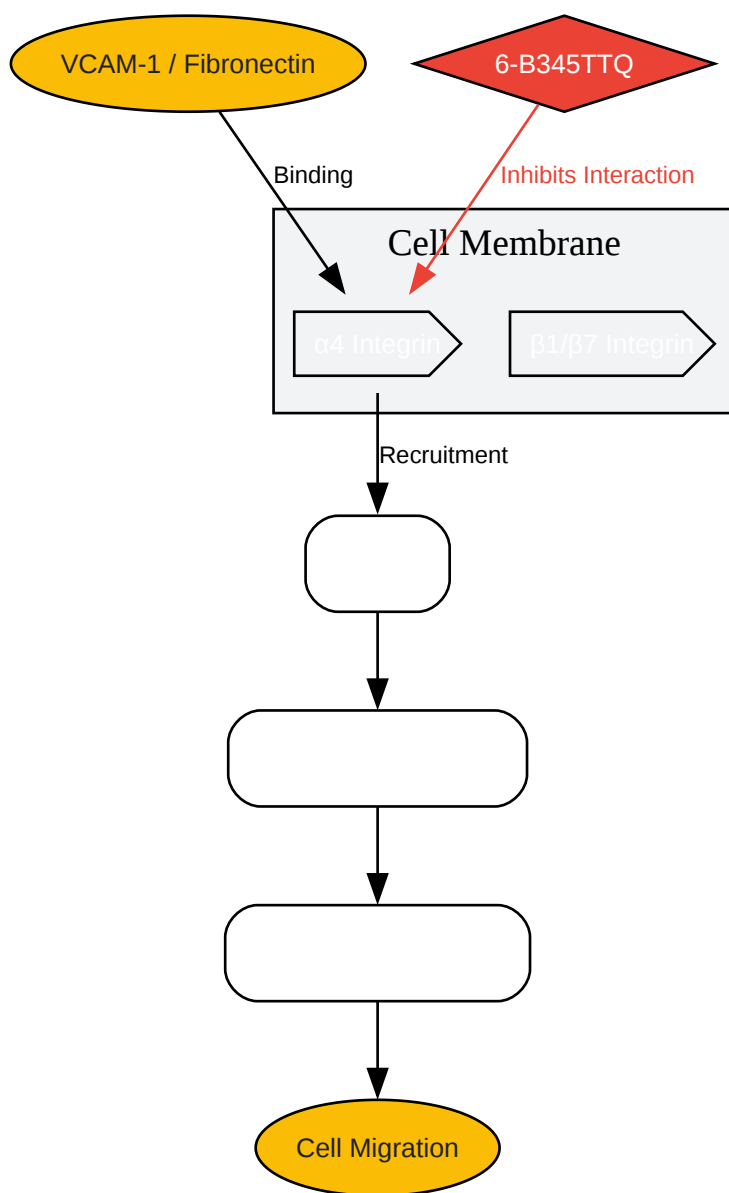 VCAM-1 / Fibronectin
6-B345TTQ
Binding
Inhibits Interaction
Cell Membrane
α4 Integrin
β1/β7 Integrin
Recruitment
Cell Migration